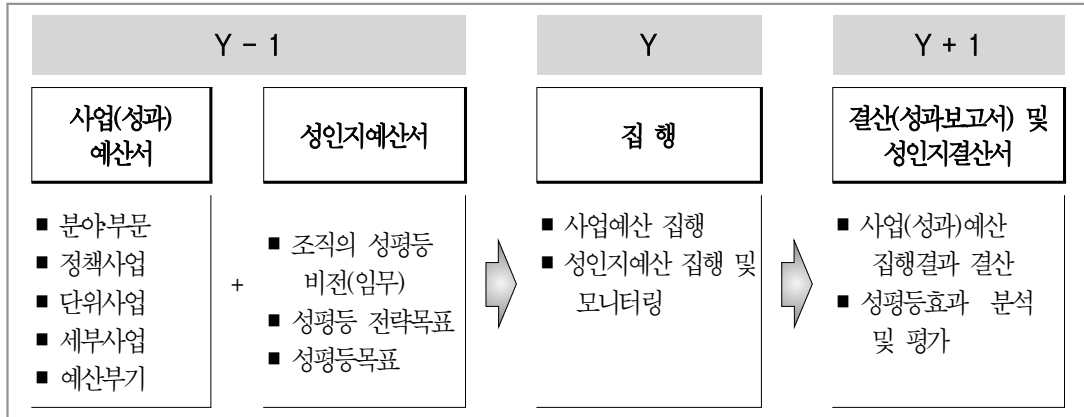 Y - 1
Y
Y + 1
사업(성과)
예산서
성인지예산서
집 행
결산(성과보고서) 및
성인지결산서
■ 분야·부문
■ 정책사업
■ 단위사업
■ 세부사업
■ 예산부기
+
■ 조직의 성평등
비전(임무)
■ 성평등 전략목표
■ 성평등목표
■ 사업예산 집행
■ 성인지예산 집행 및
모니터링
■ 사업(성과)예산
집행결과 결산
■ 성평등효과 분석
및 평가